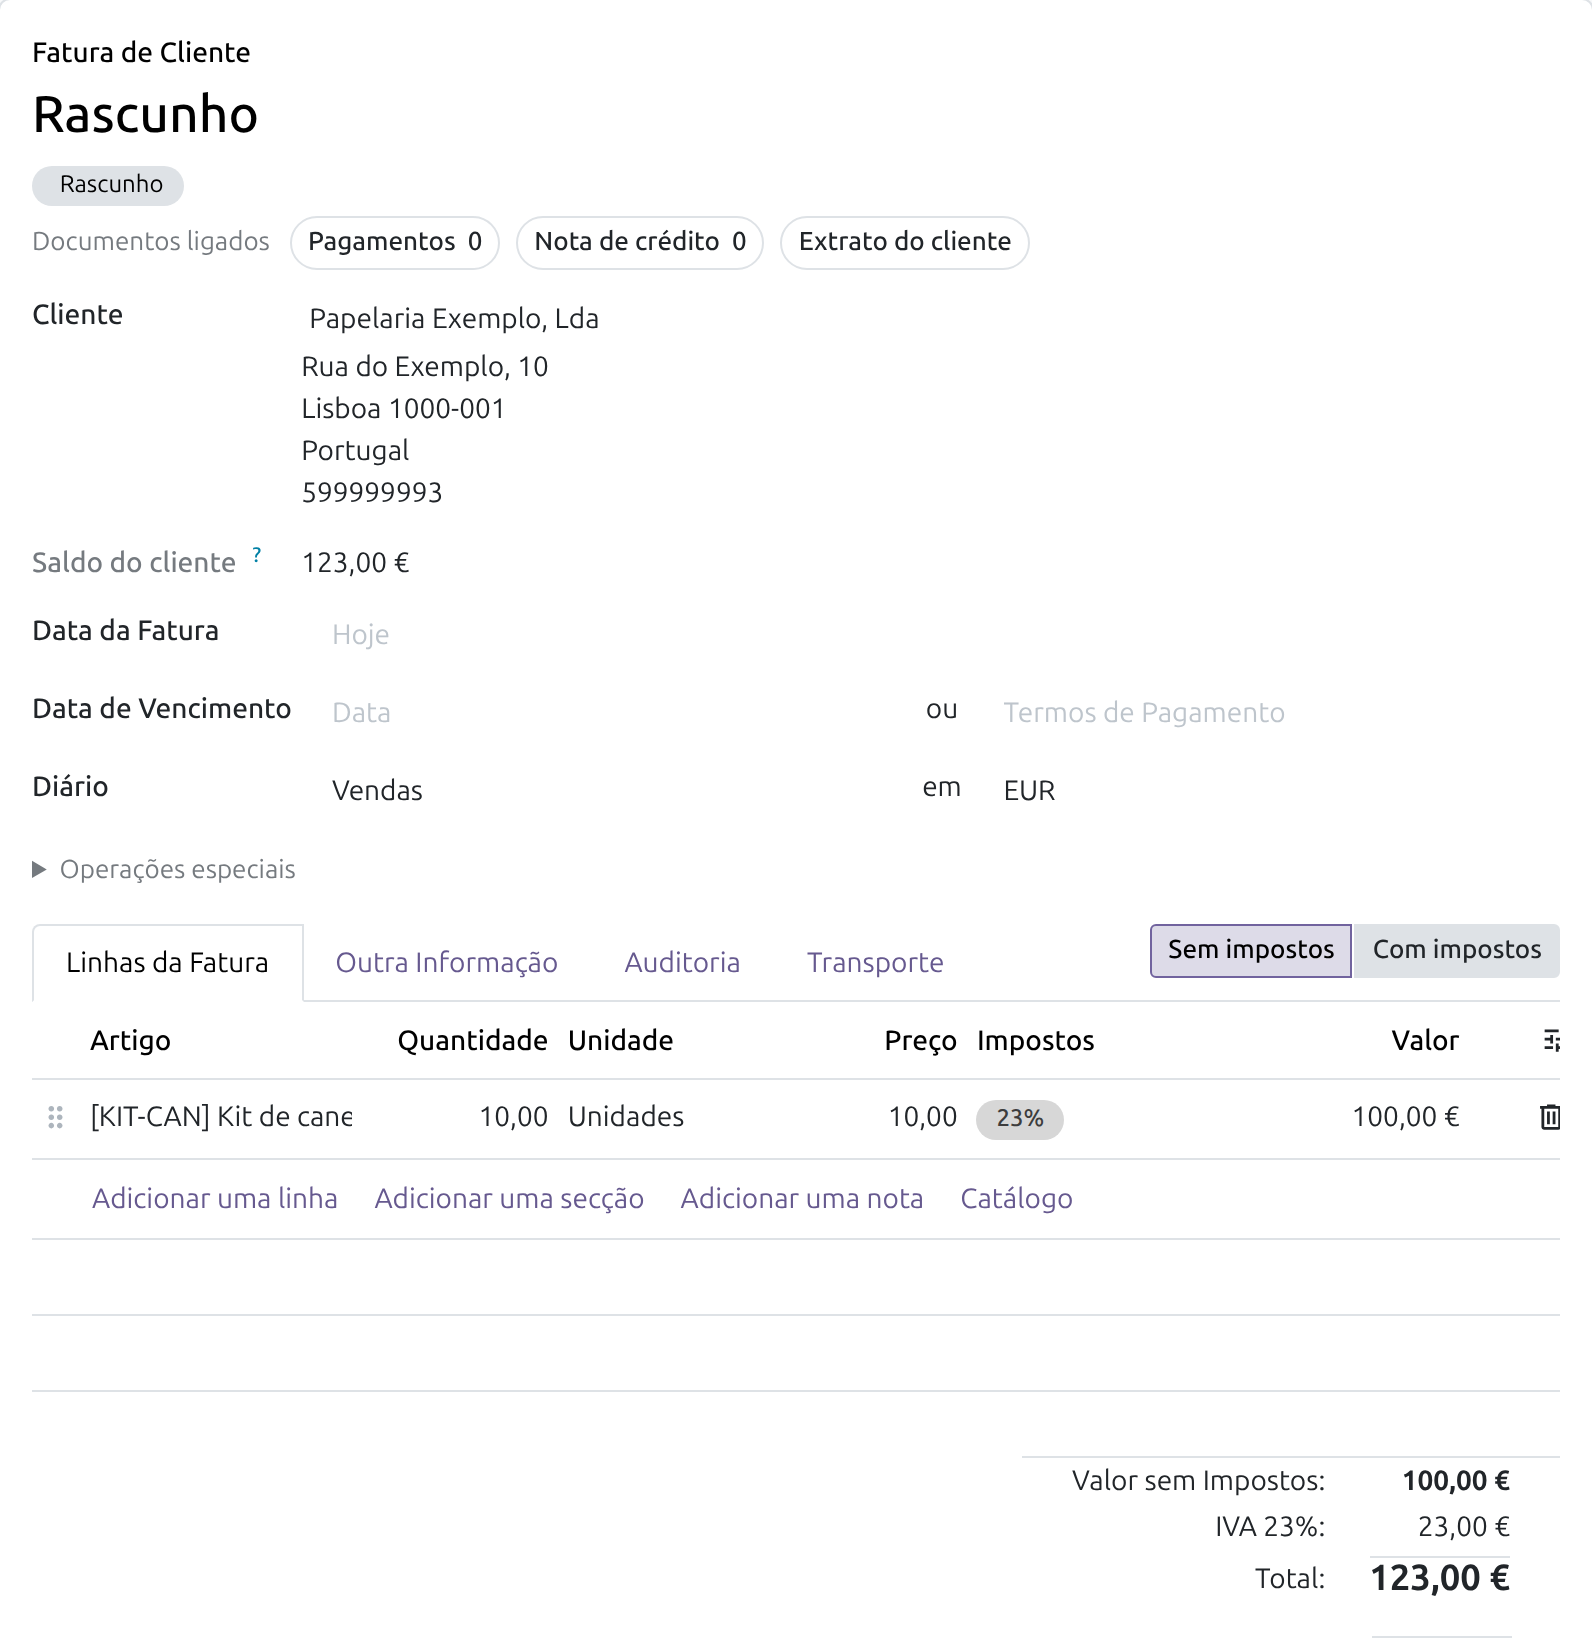 Fatura de Cliente
Rascunho
Rascunho
Documentos ligados Pagamentos 0 Nota de crédito 0 Extrato do cliente
Cliente Papelaria Exemplo, Lda
Rua do Exemplo, 10
Lisboa 1000-001
Portugal
599999993
Saldo do cliente ? 123,00 €
Data da Fatura Hoje
Data de Vencimento Data ou Termos de Pagamento
Diário Vendas em EUR
Operações especiais
Linhas da Fatura Outra Informação Auditoria Transporte Sem impostos Com impostos
Artigo Quantidade Unidade Preço Impostos Valor
[KIT-CAN] Kit de cane 10,00 Unidades 10,00 23% 100,00 €
Adicionar uma linha Adicionar uma secção Adicionar uma nota Catálogo
Valor sem Impostos: 100,00 €
IVA 23%: 23,00 €
Total: 123,00 €